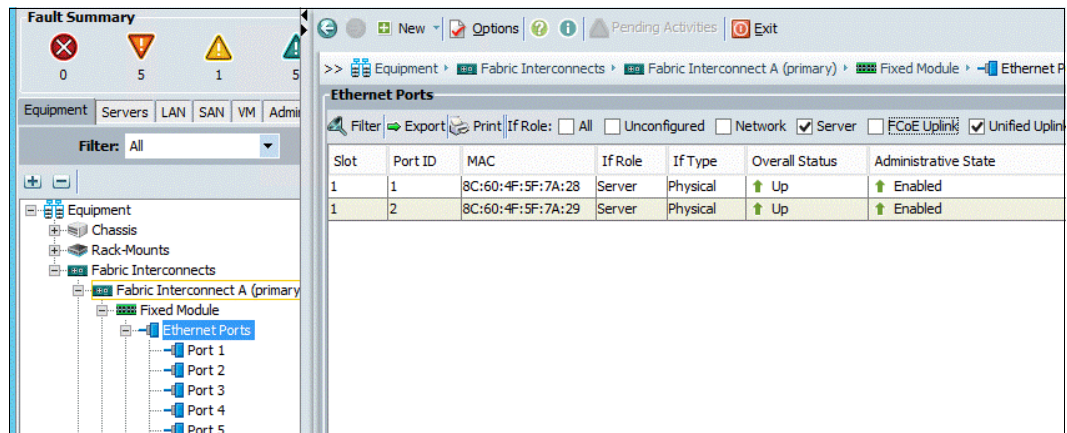 Fault Summary
0 5 1 5
Equipment Servers LAN SAN VM Admi
Filter: All
Equipment
Chassis
Rack-Mounts
Fabric Interconnects
Fabric Interconnect A (primary
Fixed Module
Ethernet Ports
Port 1
Port 2
Port 3
Port 4
Port 5
New Options Pending Activities Exit
>> Equipment Fabric Interconnects Fabric Interconnect A (primary) Fixed Module Ethernet P
Ethernet Ports
Filter Export Print If Role: All Unconfigured Network Server FCoE Uplink Unified Uplink
Slot Port ID MAC If Role If Type Overall Status Administrative State
1 1 8C:60:4F:5F:7A:28 Server Physical Up Enabled
1 2 8C:60:4F:5F:7A:29 Server Physical Up Enabled